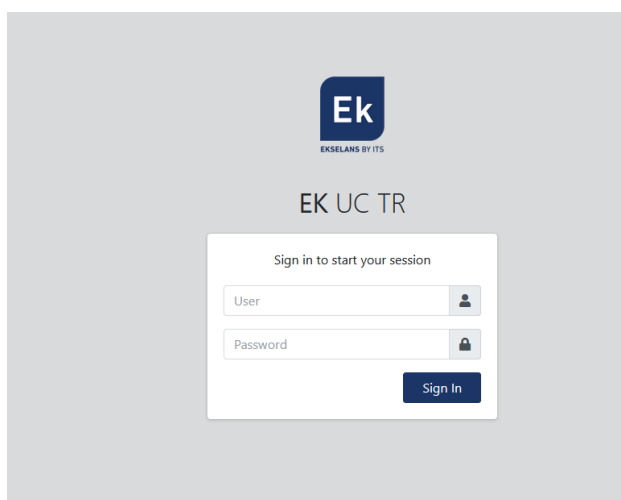 Ek
EKSELANS BY ITS
EK UC TR
Sign in to start your session
User
Password
Sign In